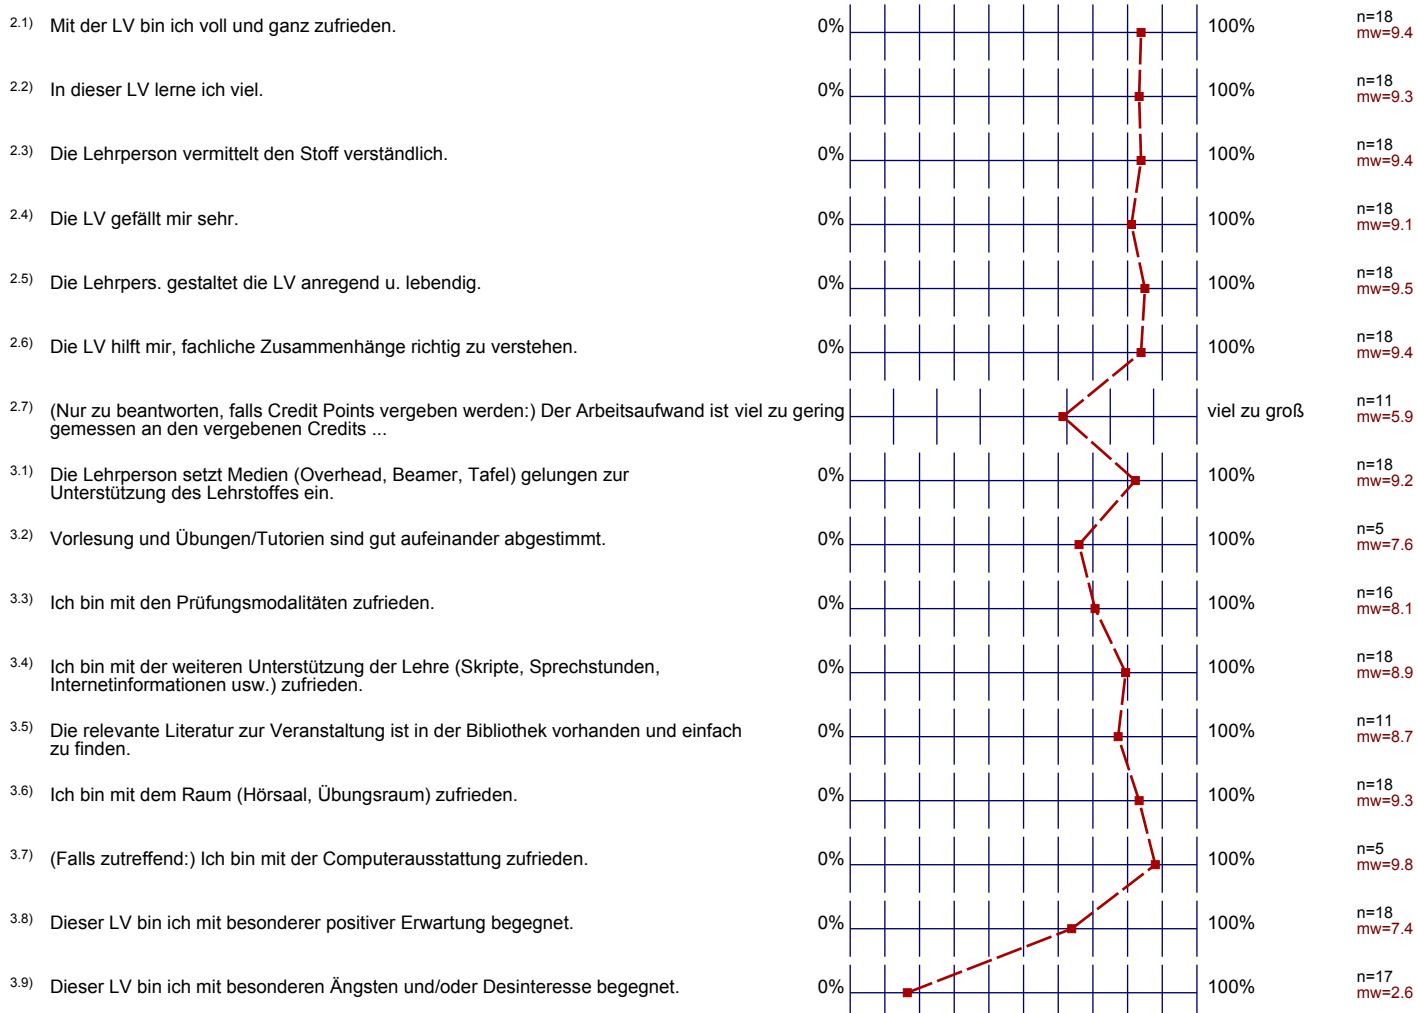 2.1) Mit der LV bin ich voll und ganz zufrieden. 0% 100% n=18
mw=9.4
2.2) In dieser LV lerne ich viel. 0% 100% n=18
mw=9.3
2.3) Die Lehrperson vermittelt den Stoff verständlich. 0% 100% n=18
mw=9.4
2.4) Die LV gefällt mir sehr. 0% 100% n=18
mw=9.1
2.5) Die Lehrpers. gestaltet die LV anregend u. lebendig. 0% 100% n=18
mw=9.5
2.6) Die LV hilft mir, fachliche Zusammenhänge richtig zu verstehen. 0% 100% n=18
mw=9.4
2.7) (Nur zu beantworten, falls Credit Points vergeben werden:) Der Arbeitsaufwand ist viel zu gering viel zu groß n=11
gemessen an den vergebenen Credits ... mw=5.9
3.1) Die Lehrperson setzt Medien (Overhead, Beamer, Tafel) gelungen zur 0% 100% n=18
Unterstützung des Lehrstoffes ein. mw=9.2
3.2) Vorlesung und Übungen/Tutorien sind gut aufeinander abgestimmt. 0% 100% n=5
mw=7.6
3.3) Ich bin mit den Prüfungsmodalitäten zufrieden. 0% 100% n=16
mw=8.1
3.4) Ich bin mit der weiteren Unterstützung der Lehre (Skripte, Sprechstunden, 0% 100% n=18
Internetinformationen usw.) zufrieden. mw=8.9
3.5) Die relevante Literatur zur Veranstaltung ist in der Bibliothek vorhanden und einfach 0% 100% n=11
zu finden. mw=8.7
3.6) Ich bin mit dem Raum (Hörsaal, Übungsraum) zufrieden. 0% 100% n=18
mw=9.3
3.7) (Falls zutreffend:) Ich bin mit der Computerausstattung zufrieden. 0% 100% n=5
mw=9.8
3.8) Dieser LV bin ich mit besonderer positiver Erwartung begegnet. 0% 100% n=18
mw=7.4
3.9) Dieser LV bin ich mit besonderen Ängsten und/oder Desinteresse begegnet. 0% 100% n=17
mw=2.6